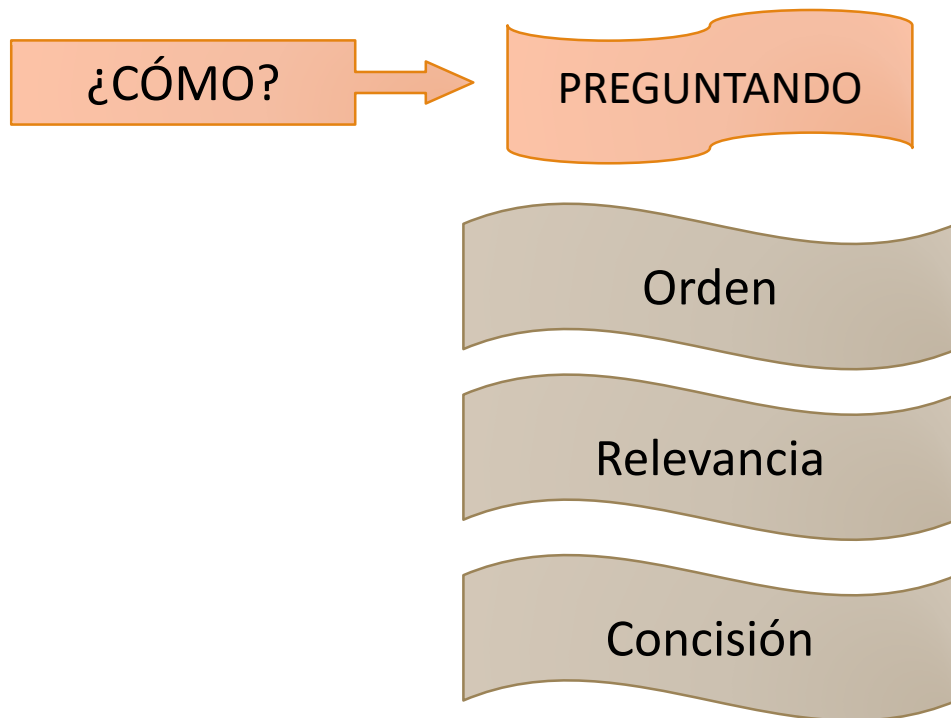 ¿CÓMO?
PREGUNTANDO
Orden
Relevancia
Concisión